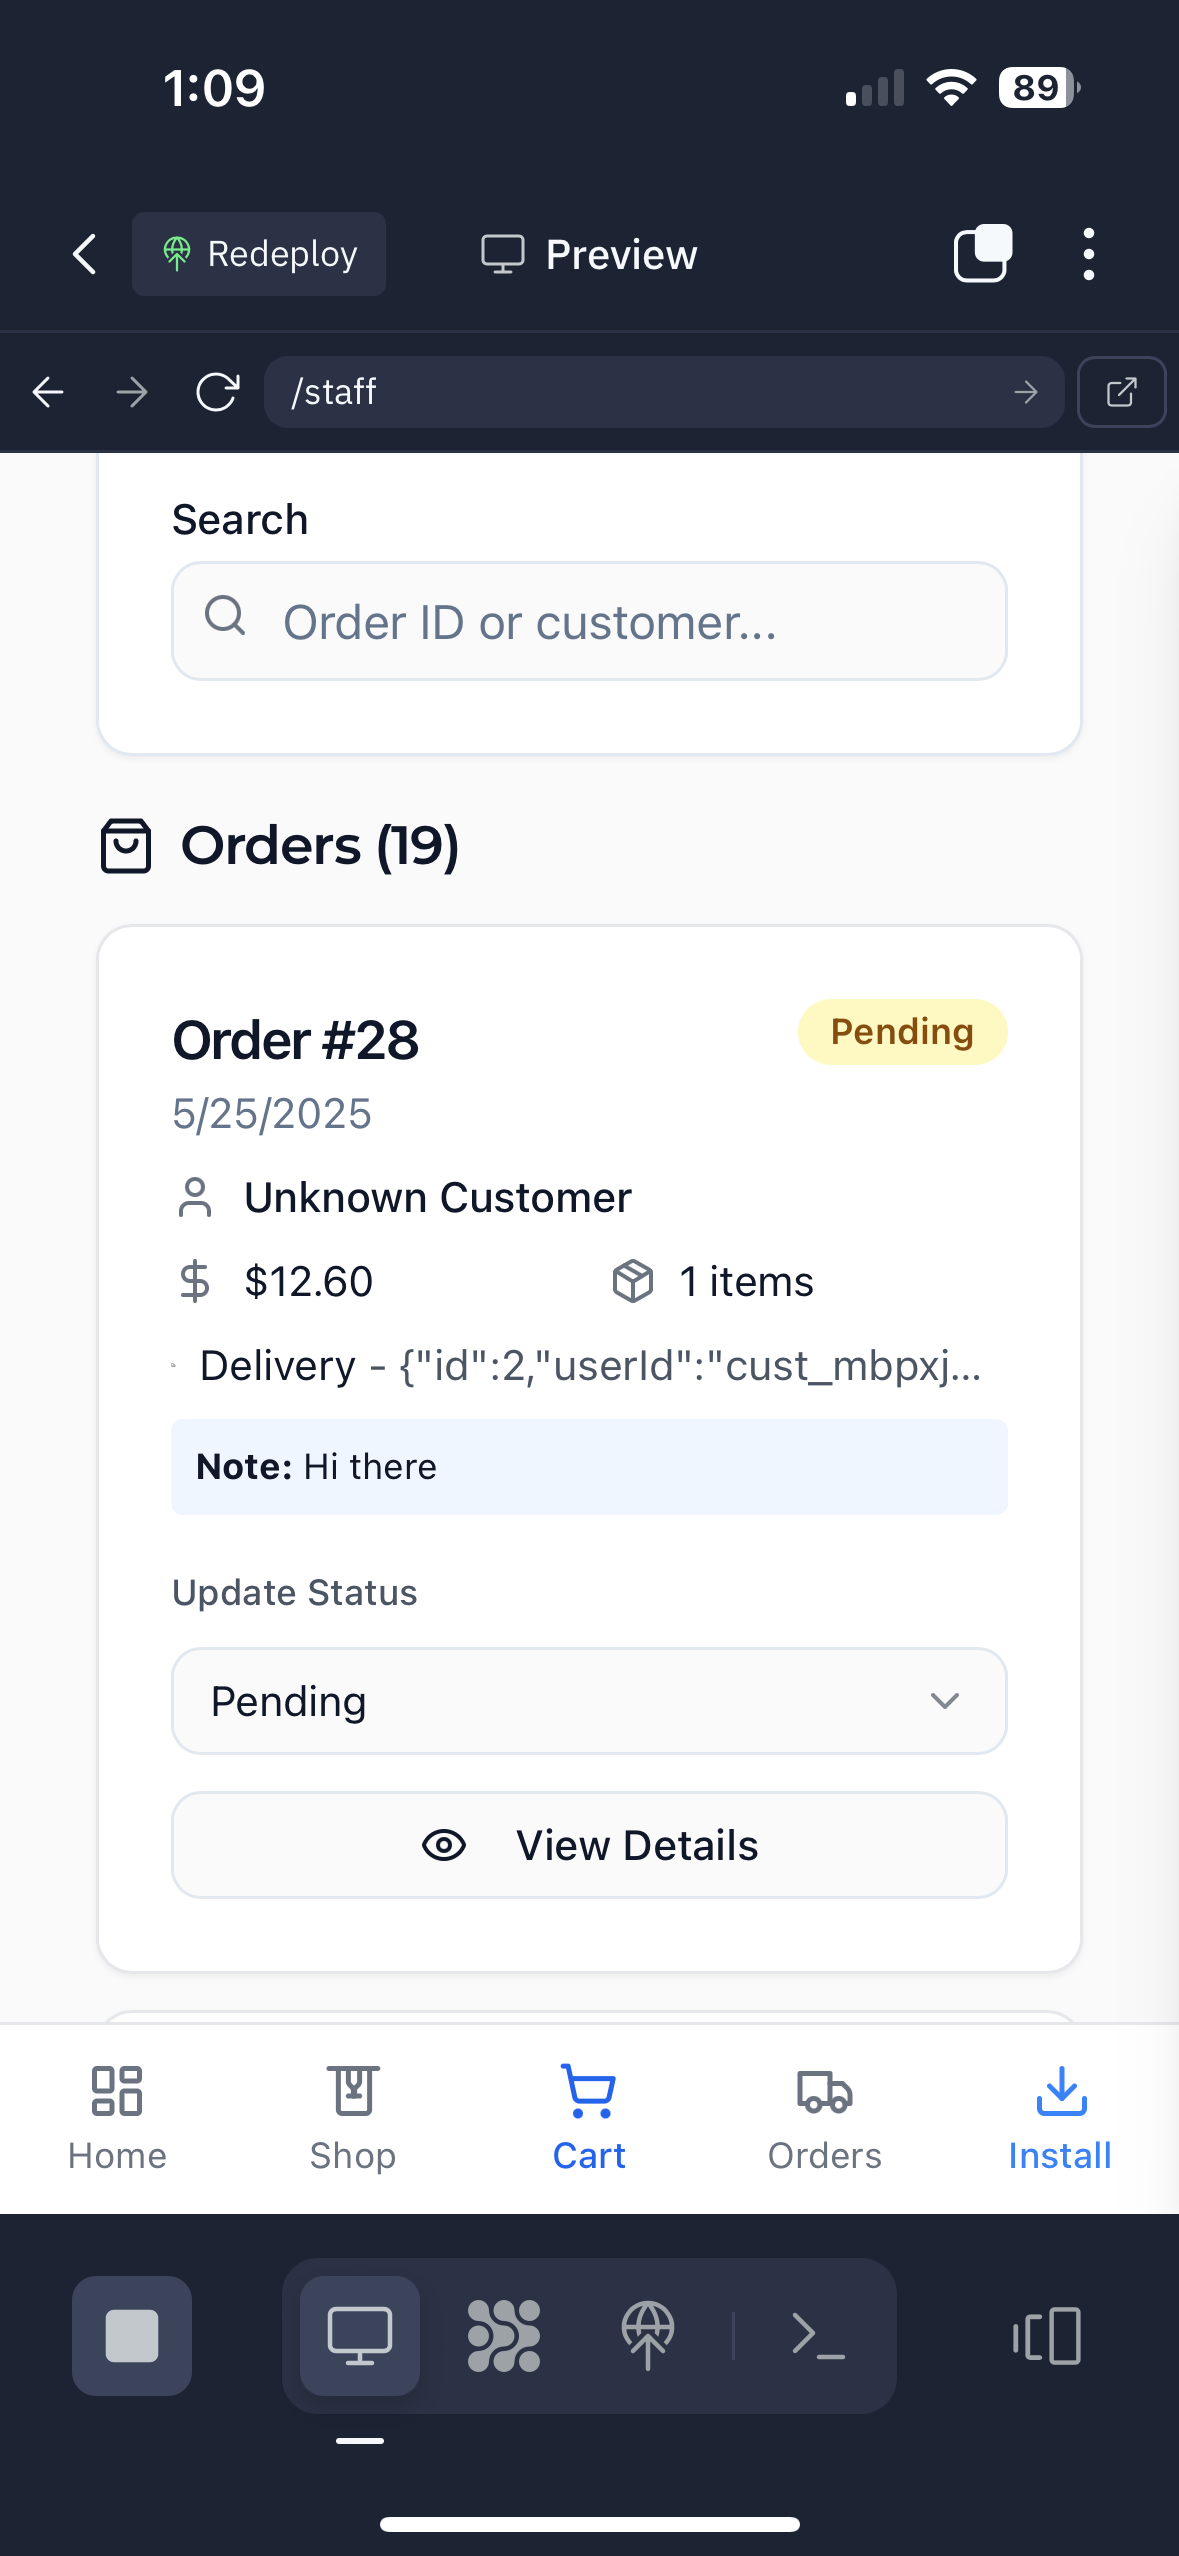 1:09
89
Redeploy
Preview
/staff
Search
Order ID or customer...
Orders (19)
Order #28
Pending
5/25/2025
Unknown Customer
$12.60
1 items
Delivery - {"id":2,"userId":"cust_mbpxj...
Note: Hi there
Update Status
Pending
View Details
Home
Shop
Cart
Orders
Install